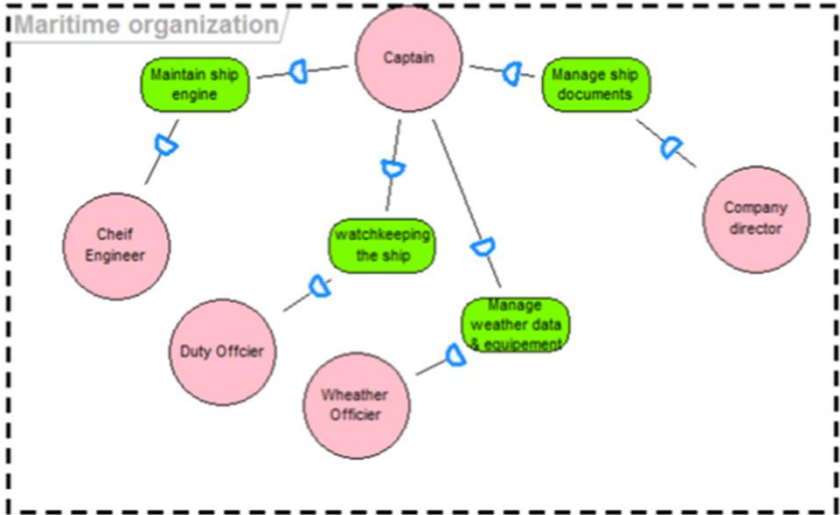 Maritime organization
Captain
Maintain ship
engine
Manage ship
documents
Cheif
Engineer
Company
director
watchkeeping
the ship
Duty Offcier
Manage
weather data
& equipement
Wheather
Officier